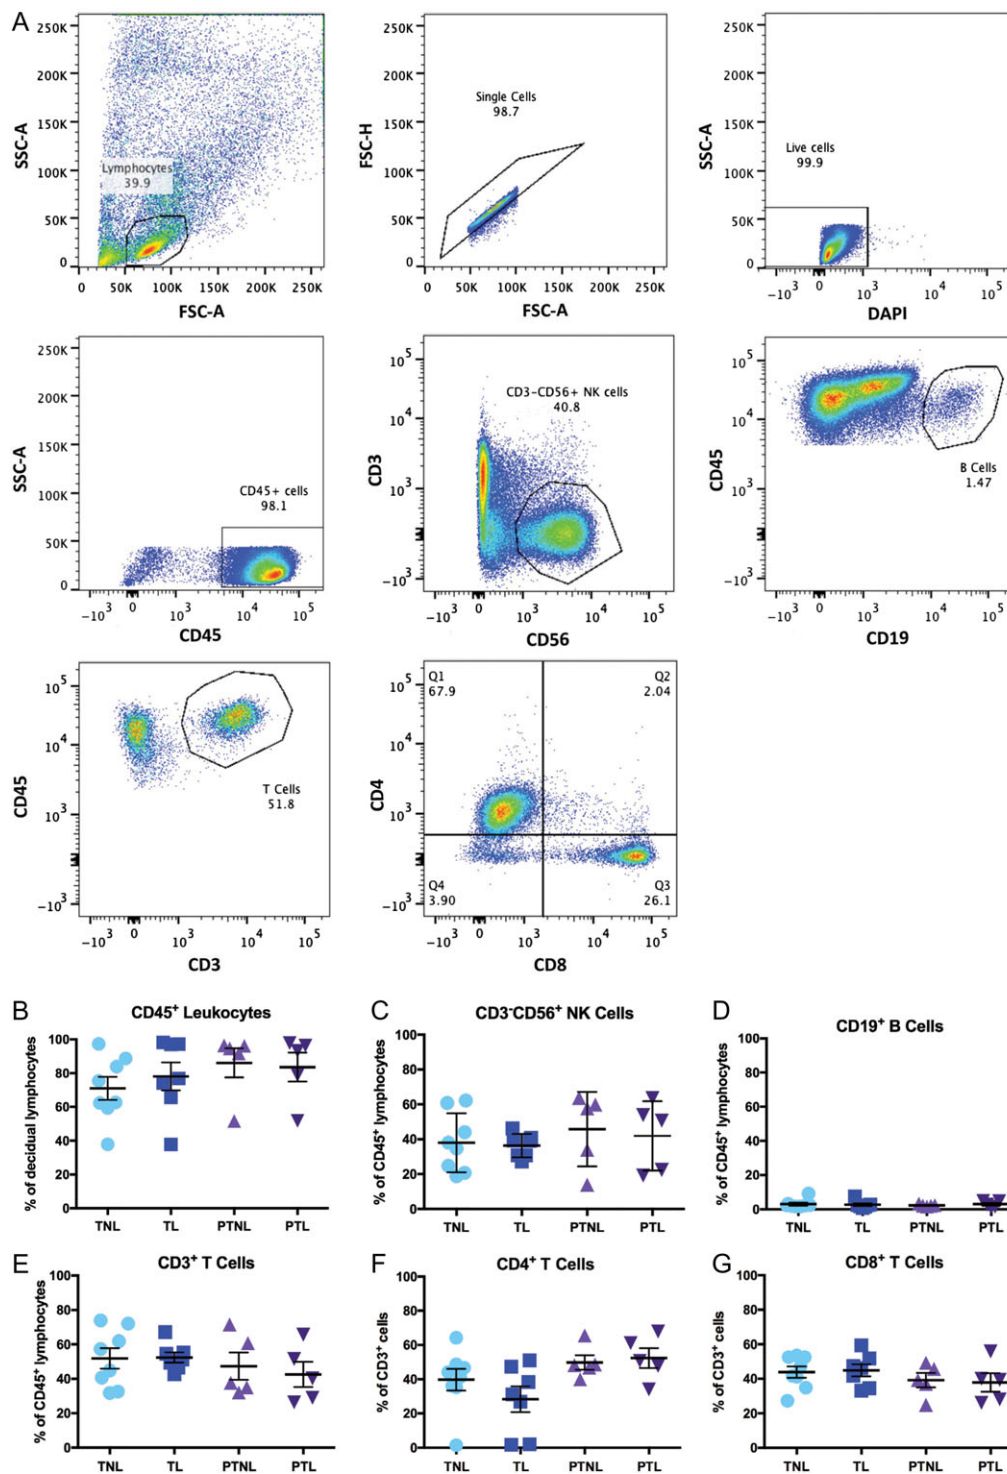 A
250K
200K
150K
100K
50K
0
SSC-A
Lymphocytes
39.9
0
50K
100K
150K
200K
250K
FSC-A
250K
200K
150K
100K
50K
0
FSC-H
Single Cells
98.7
50K
100K
150K
200K
250K
FSC-A
250K
200K
150K
100K
50K
0
SSC-A
Live cells
99.9
-10³ 0 10³ 10⁴ 10⁵
DAPI
250K
200K
150K
100K
50K
0
SSC-A
CD45+ cells
98.1
-10³ 0 10³ 10⁴ 10⁵
CD45
10⁵
10⁴
10³
-10³
CD3
CD3-CD56+ NK cells
40.8
-10³ 0 10³ 10⁴ 10⁵
CD56
10⁵
10⁴
10³
-10³
CD45
B Cells
1.47
-10³ 0 10³ 10⁴ 10⁵
CD19
10⁵
10⁴
10³
-10³
CD45
T Cells
51.8
-10³ 0 10³ 10⁴ 10⁵
CD3
10⁵
10⁴
10³
-10³
CD4
Q1
67.9
Q2
2.04
Q4
3.90
Q3
26.1
-10³ 0 10³ 10⁴ 10⁵
CD8
B
CD45⁺ Leukocytes
% of decidual lymphocytes
100
80
60
40
20
0
TNL TL PTNL PTL
C
CD3⁻CD56⁺ NK Cells
% of CD45⁺ lymphocytes
100
80
60
40
20
0
TNL TL PTNL PTL
D
CD19⁺ B Cells
% of CD45⁺ lymphocytes
100
80
60
40
20
0
TNL TL PTNL PTL
E
CD3⁺ T Cells
% of CD45⁺ lymphocytes
100
80
60
40
20
0
TNL TL PTNL PTL
F
CD4⁺ T Cells
% of CD3⁺ cells
100
80
60
40
20
0
TNL TL PTNL PTL
G
CD8⁺ T Cells
% of CD3⁺ cells
100
80
60
40
20
0
TNL TL PTNL PTL